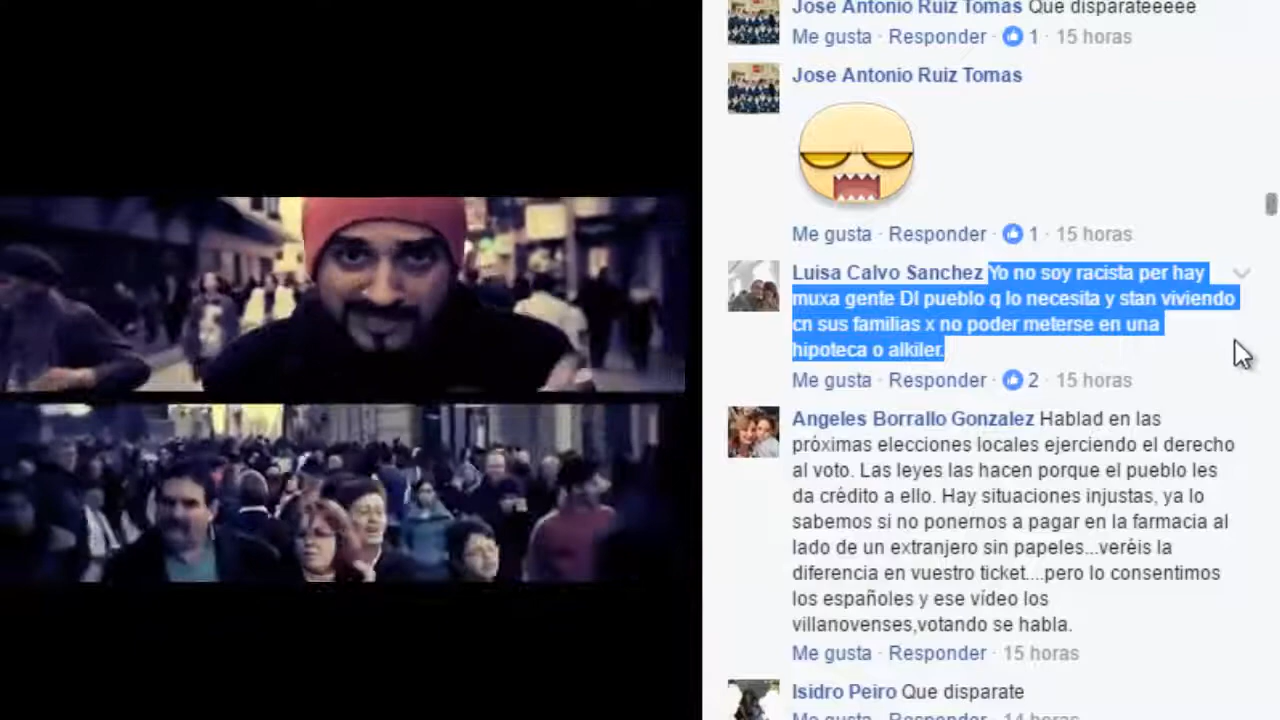 Jose Antonio Ruiz Tomas Que disparateeeee
Me gusta · Responder · 1 · 15 horas
Jose Antonio Ruiz Tomas
Me gusta · Responder · 1 · 15 horas
Luisa Calvo Sanchez Yo no soy racista per hay
muxa gente DI pueblo q lo necesita y stan viviendo
cn sus familias x no poder meterse en una
hipoteca o alkiler.
Me gusta · Responder · 2 · 15 horas
Angeles Borrallo Gonzalez Hablad en las
próximas elecciones locales ejerciendo el derecho
al voto. Las leyes las hacen porque el pueblo les
da crédito a ello. Hay situaciones injustas, ya lo
sabemos si no ponernos a pagar en la farmacia al
lado de un extranjero sin papeles...veréis la
diferencia en vuestro ticket....pero lo consentimos
los españoles y ese vídeo los
villanovenses,votando se habla.
Me gusta · Responder · 15 horas
Isidro Peiro Que disparate
Me gusta · Responder · 14 horas